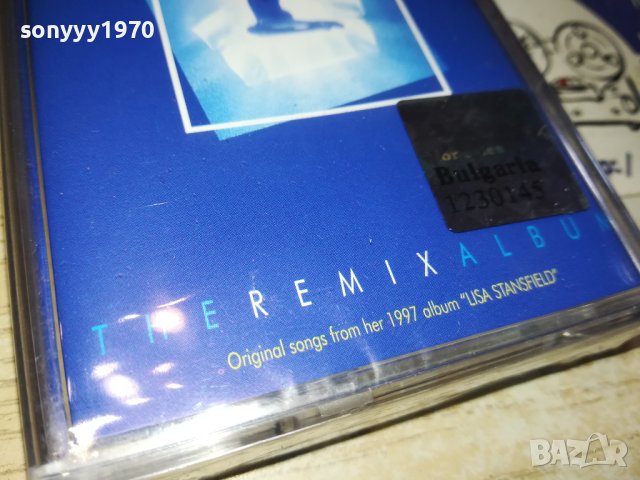 sonyyy1970
Bulgaria
1230145
THE REMIX ALBUM
Original songs from her 1997 album "LISA STANSFIELD"
BAZAR